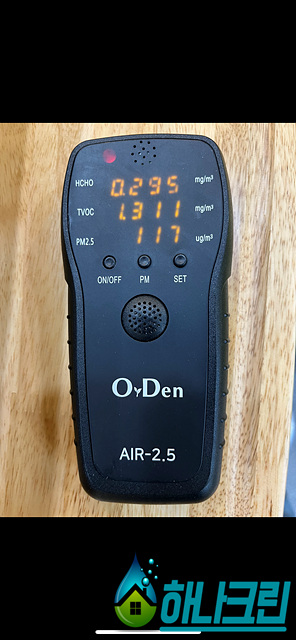 HCHO 0.295 mg/m³
TVOC 1.311 mg/m³
PM2.5 117 ug/m³
ON/OFF PM SET
OyDen
AIR-2.5
해나크린